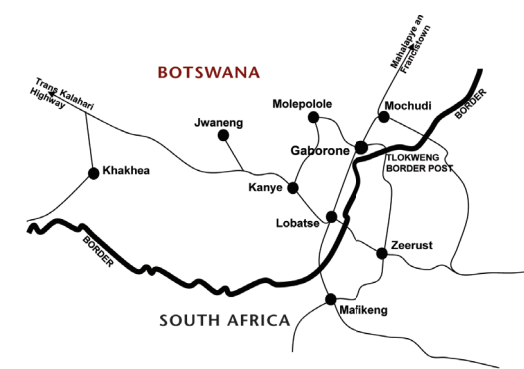 Mahalapye an
Francistown
BOTSWANA
Trans Kalahari
Highway
Molepolole
Mochudi
BORDER
Jwaneng
Gaborone
TLOKWENG
BORDER POST
Khakhea
Kanye
Lobatse
Zeerust
BORDER
SOUTH AFRICA
Mafikeng